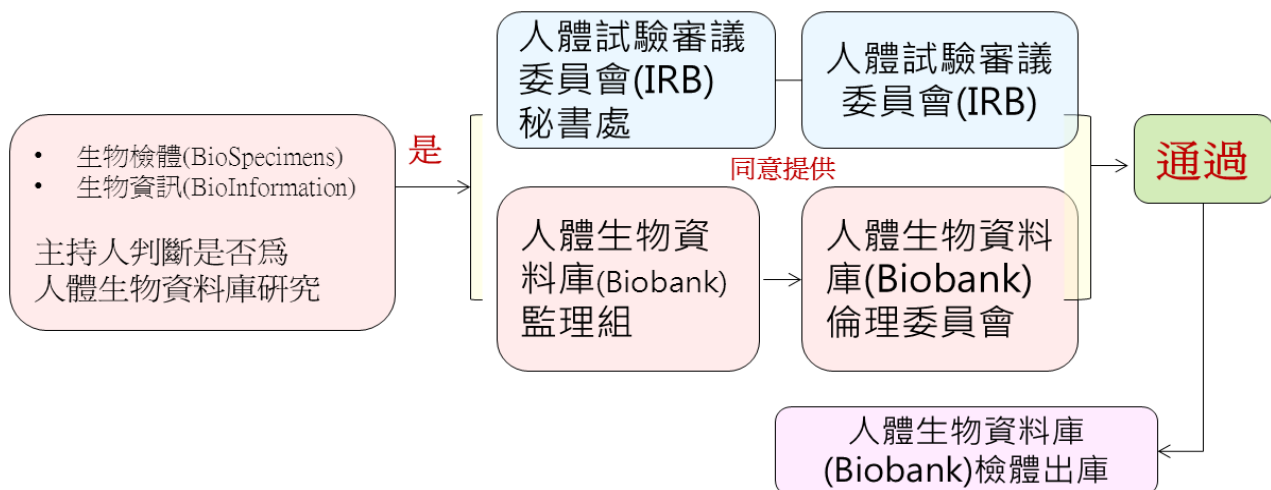 • 生物檢體(BioSpecimens)
• 生物資訊(BioInformation)
主持人判斷是否為
人體生物資料庫研究
是
人體試驗審議
委員會(IRB)
秘書處
人體試驗審議
委員會(IRB)
同意提供
人體生物資
料庫(Biobank)
監理組
人體生物資料
庫(Biobank)
倫理委員會
通過
人體生物資料庫
(Biobank)檢體出庫